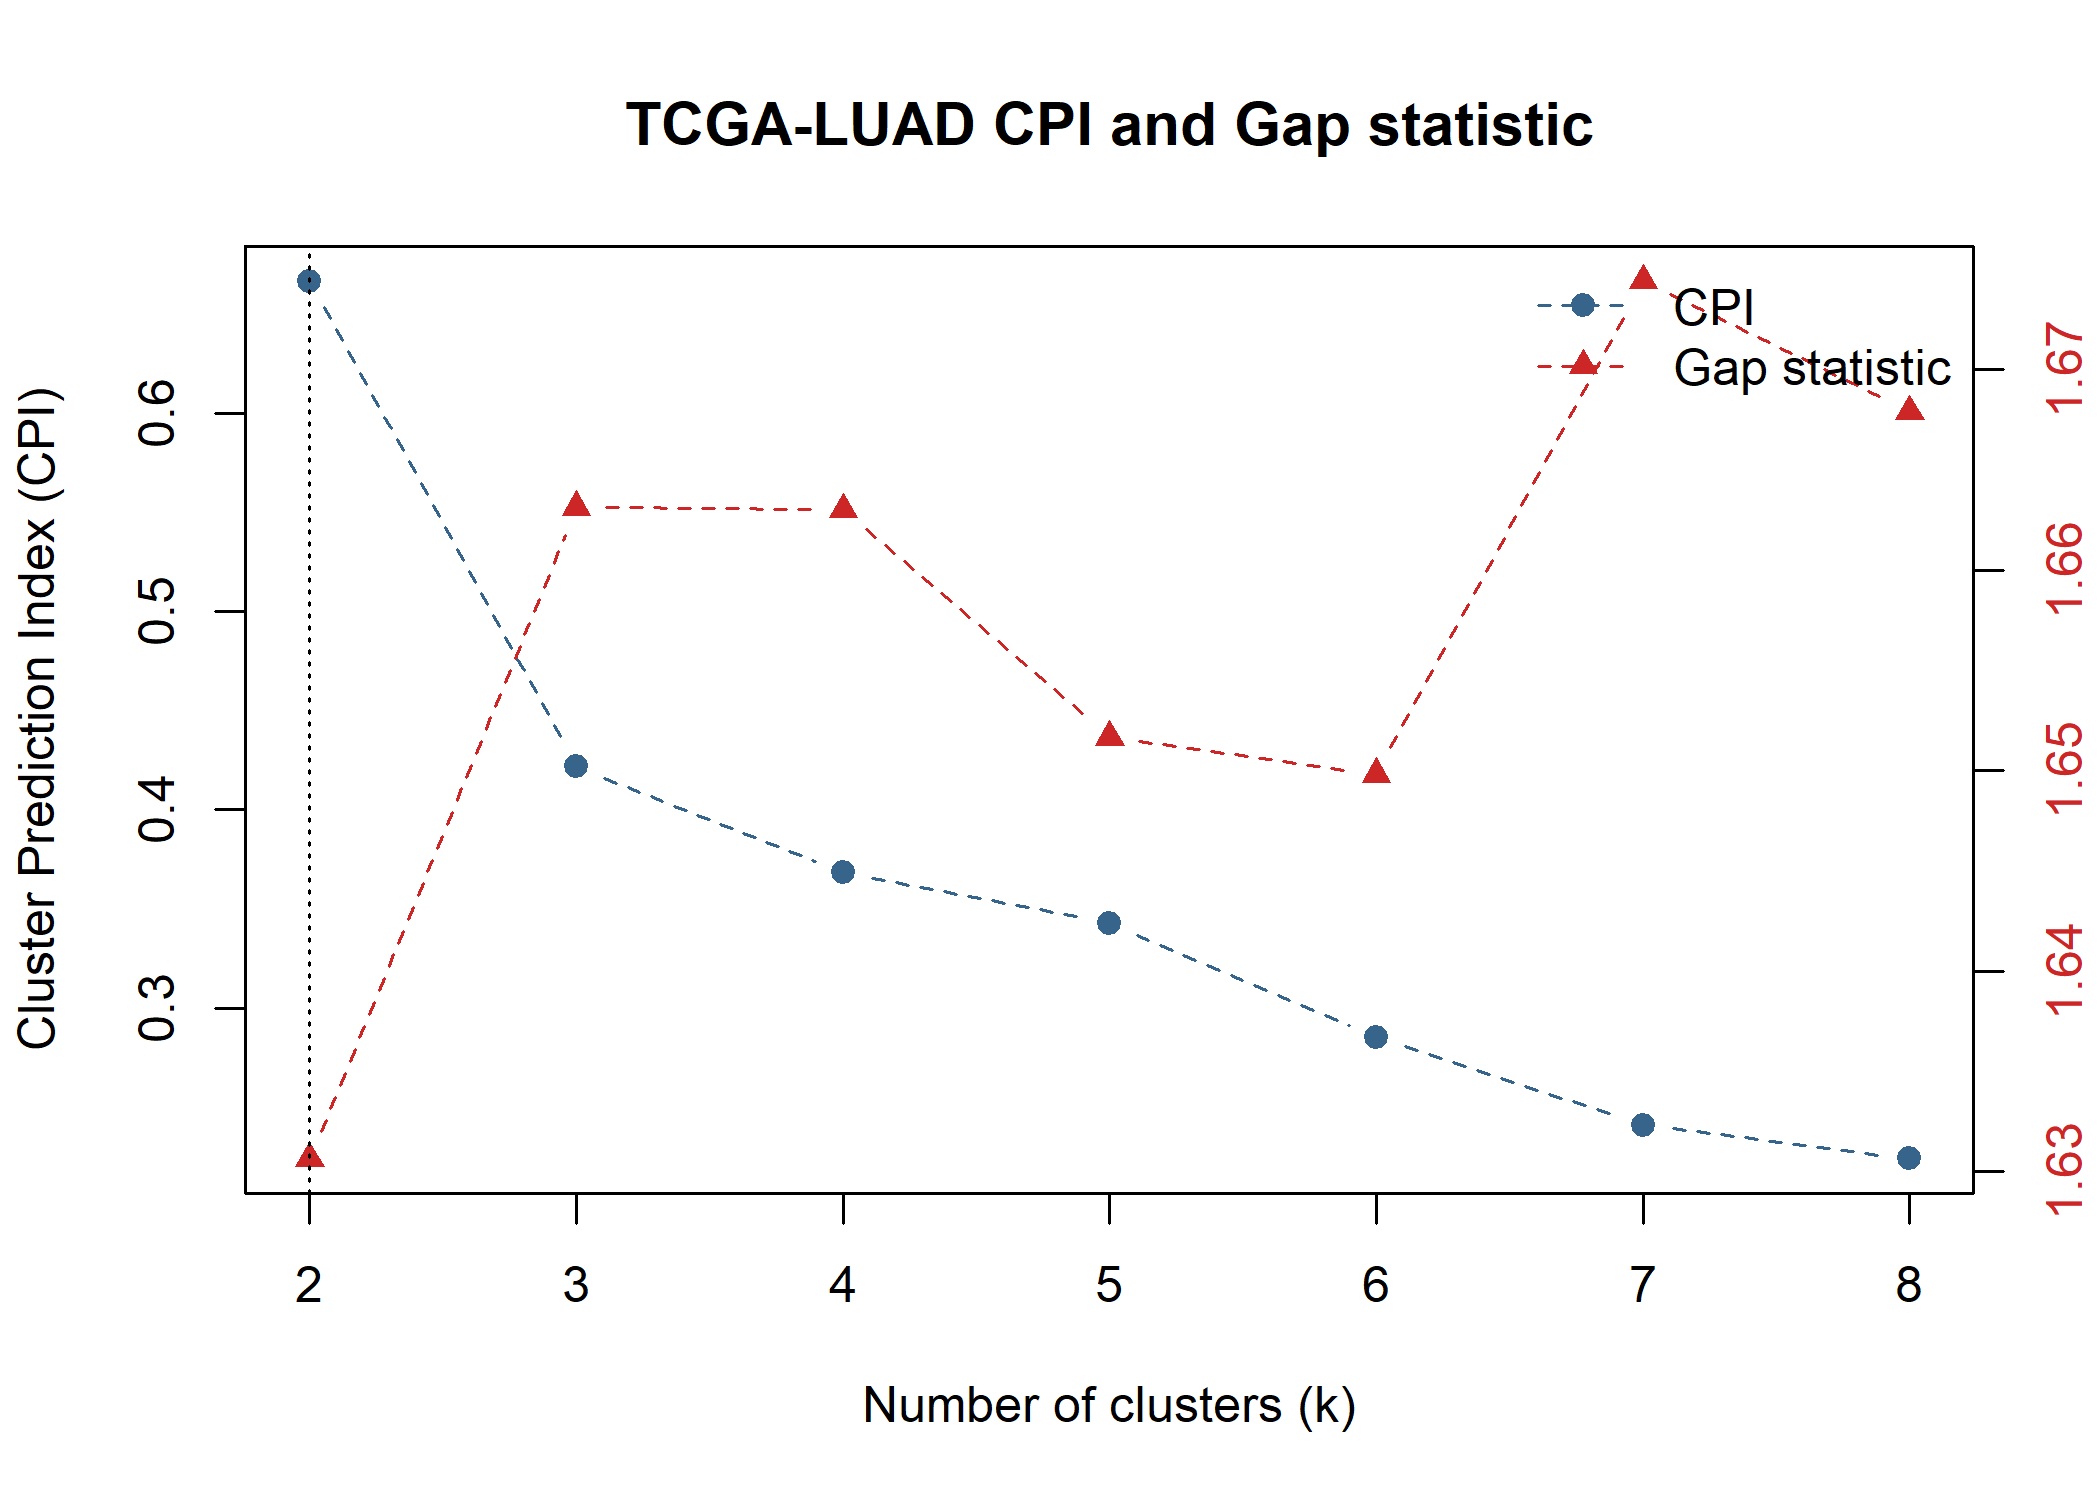 TCGA-LUAD CPI and Gap statistic
CPI
Gap statistic
Cluster Prediction Index (CPI)
0.6
0.5
0.4
0.3
1.67
1.66
1.65
1.64
1.63
2 3 4 5 6 7 8
Number of clusters (k)